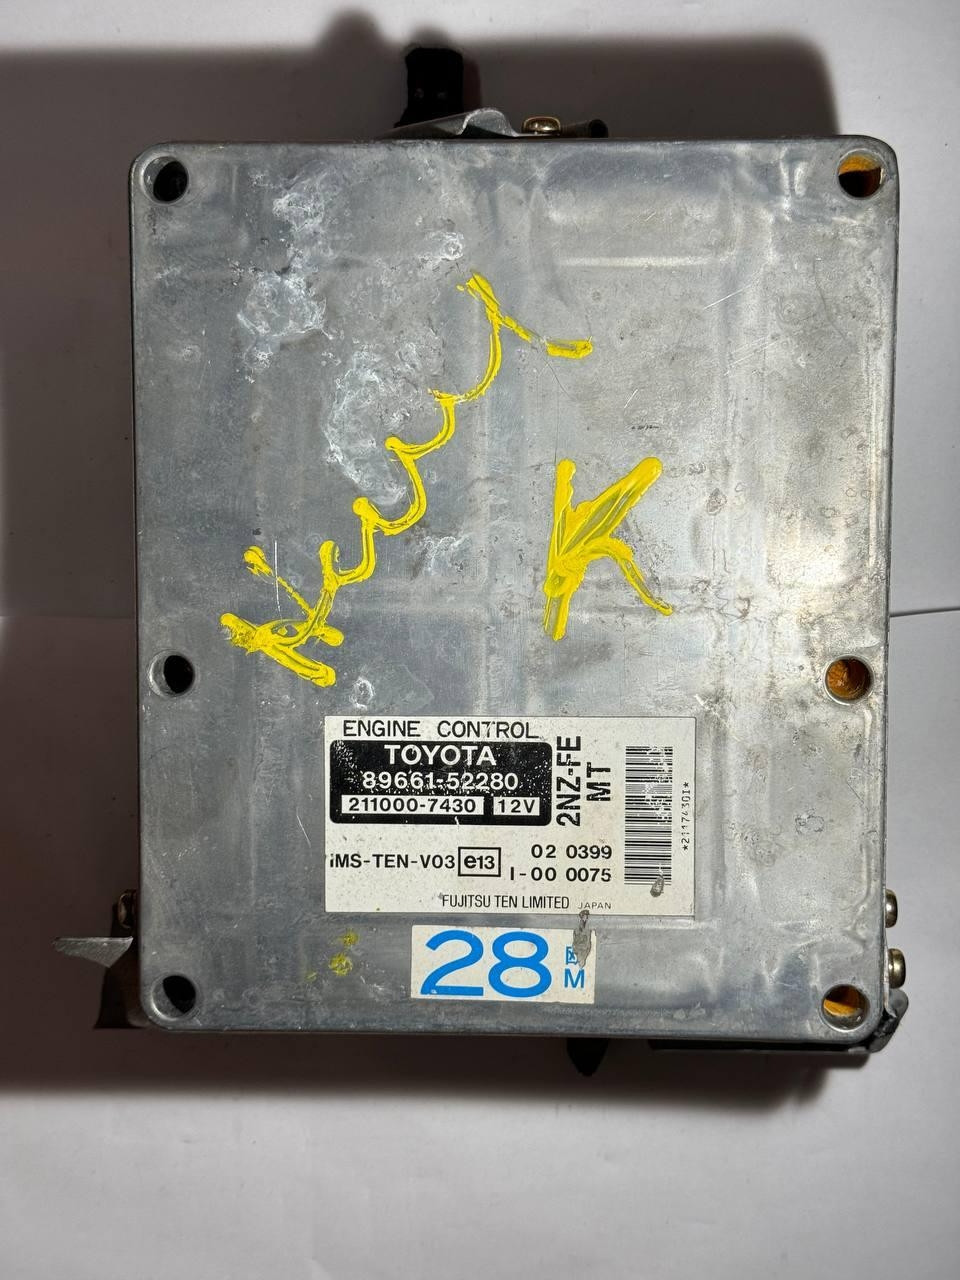 K
ENGINE CONTROL
TOYOTA
89661-52280
211000-7430 12V
2NZ-FE
MT
*2117430I*
IMS-TEN-V03 e13 02 0399
I-00 0075
FUJITSU TEN LIMITED JAPAN
28 M